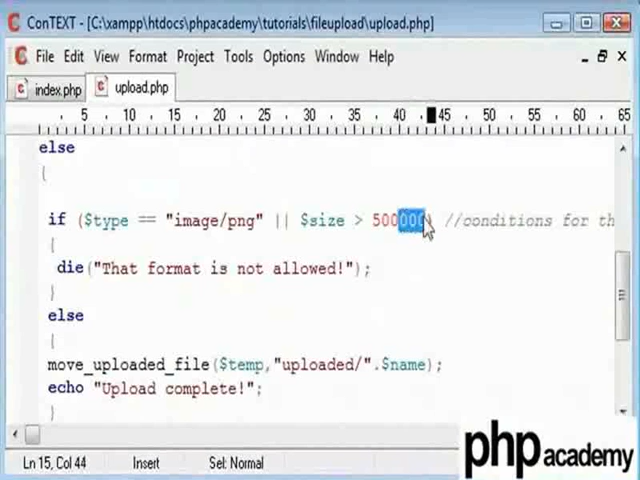 ConTEXT - [C:\xampp\htdocs\phpacademy\tutorials\fileupload\upload.php]
File Edit View Format Project Tools Options Window Help
index.php upload.php
5 10 15 20 25 30 35 40 45 50 55 60 65
else
{
if ($type == "image/png" || $size > 500000) //conditions for th
{
die("That format is not allowed!");
}
else
{
move_uploaded_file($temp,"uploaded/".$name);
echo "Upload complete!";
}
Ln 15, Col 44 Insert Sel: Normal
php academy